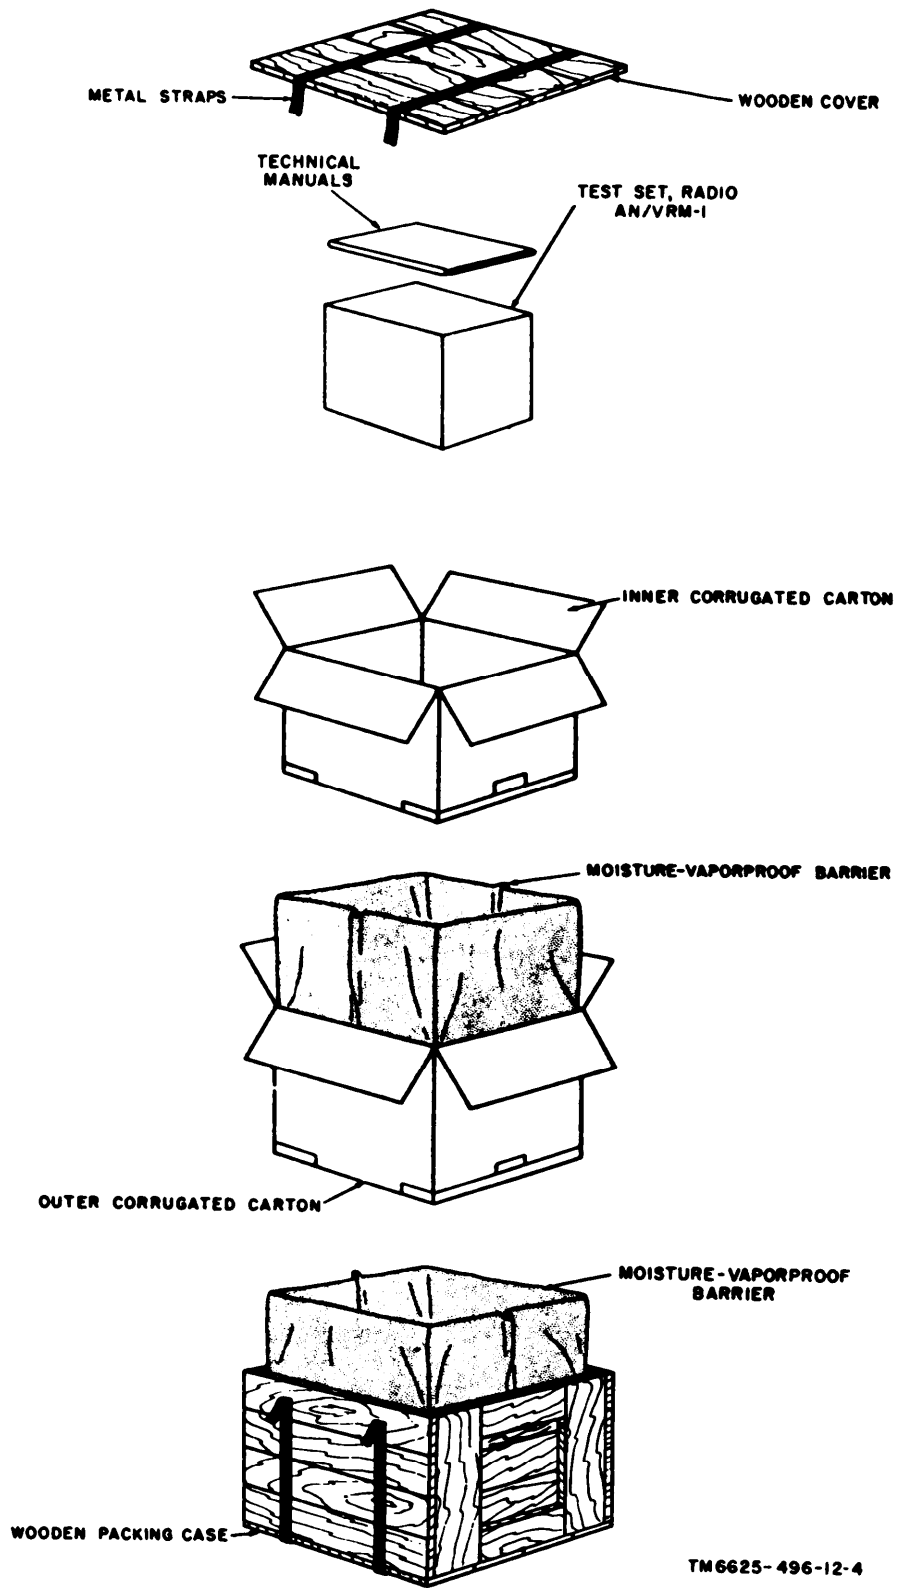 METAL STRAPS
WOODEN COVER
TECHNICAL
MANUALS
TEST SET, RADIO
AN/VRM-1
INNER CORRUGATED CARTON
MOISTURE-VAPORPROOF BARRIER
OUTER CORRUGATED CARTON
MOISTURE-VAPORPROOF
BARRIER
WOODEN PACKING CASE
TM6625-496-12-4